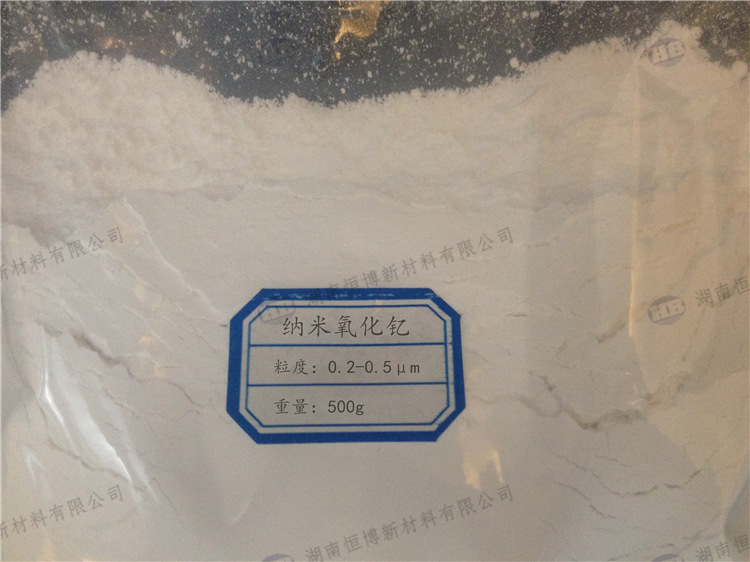 HB
湖南恒博新材料有限公司
新材料有限公司
HB
湖南恒博新材料有限公司
HB
湖南恒
纳米氧化钇
粒度: 0.2-0.5μm
重量: 500g
新材料有限公司
湖南恒博新材料有限公司
湖南恒